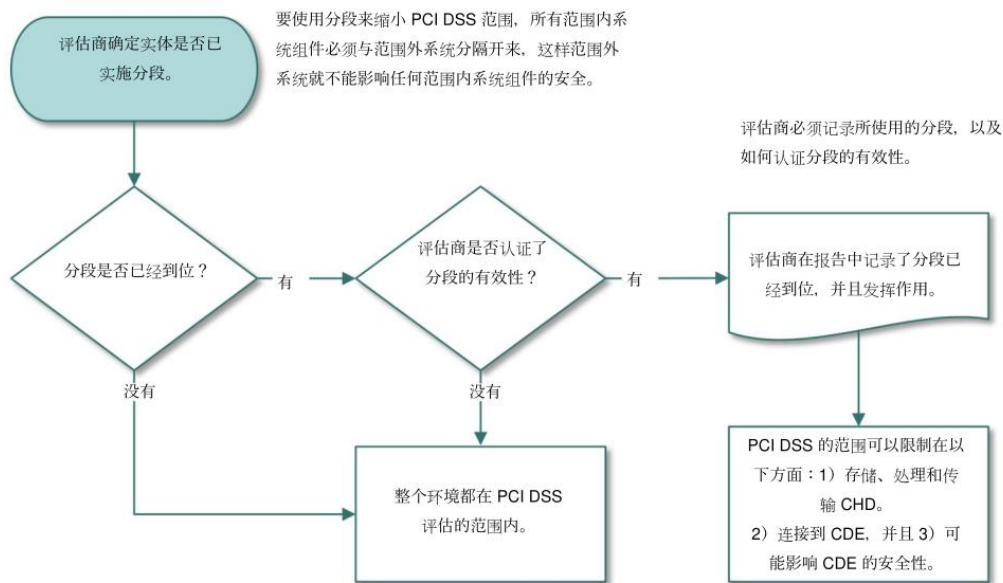 评估商确定实体是否已
实施分段。
要使用分段来缩小 PCI DSS 范围，所有范围内系
统组件必须与范围外系统分隔开来，这样范围外
系统就不能影响任何范围内系统组件的安全。
评估商必须记录所使用的分段，以及
如何认证分段的有效性。
分段是否已经到位？
有
评估商是否认证了
分段的有效性？
有
评估商在报告中记录了分段已
经到位，并且发挥作用。
没有
没有
整个环境都在 PCI DSS
评估的范围内。
PCI DSS 的范围可以限制在以
下方面：1）存储、处理和传
输 CHD。
2）连接到 CDE，并且 3）可
能影响 CDE 的安全性。